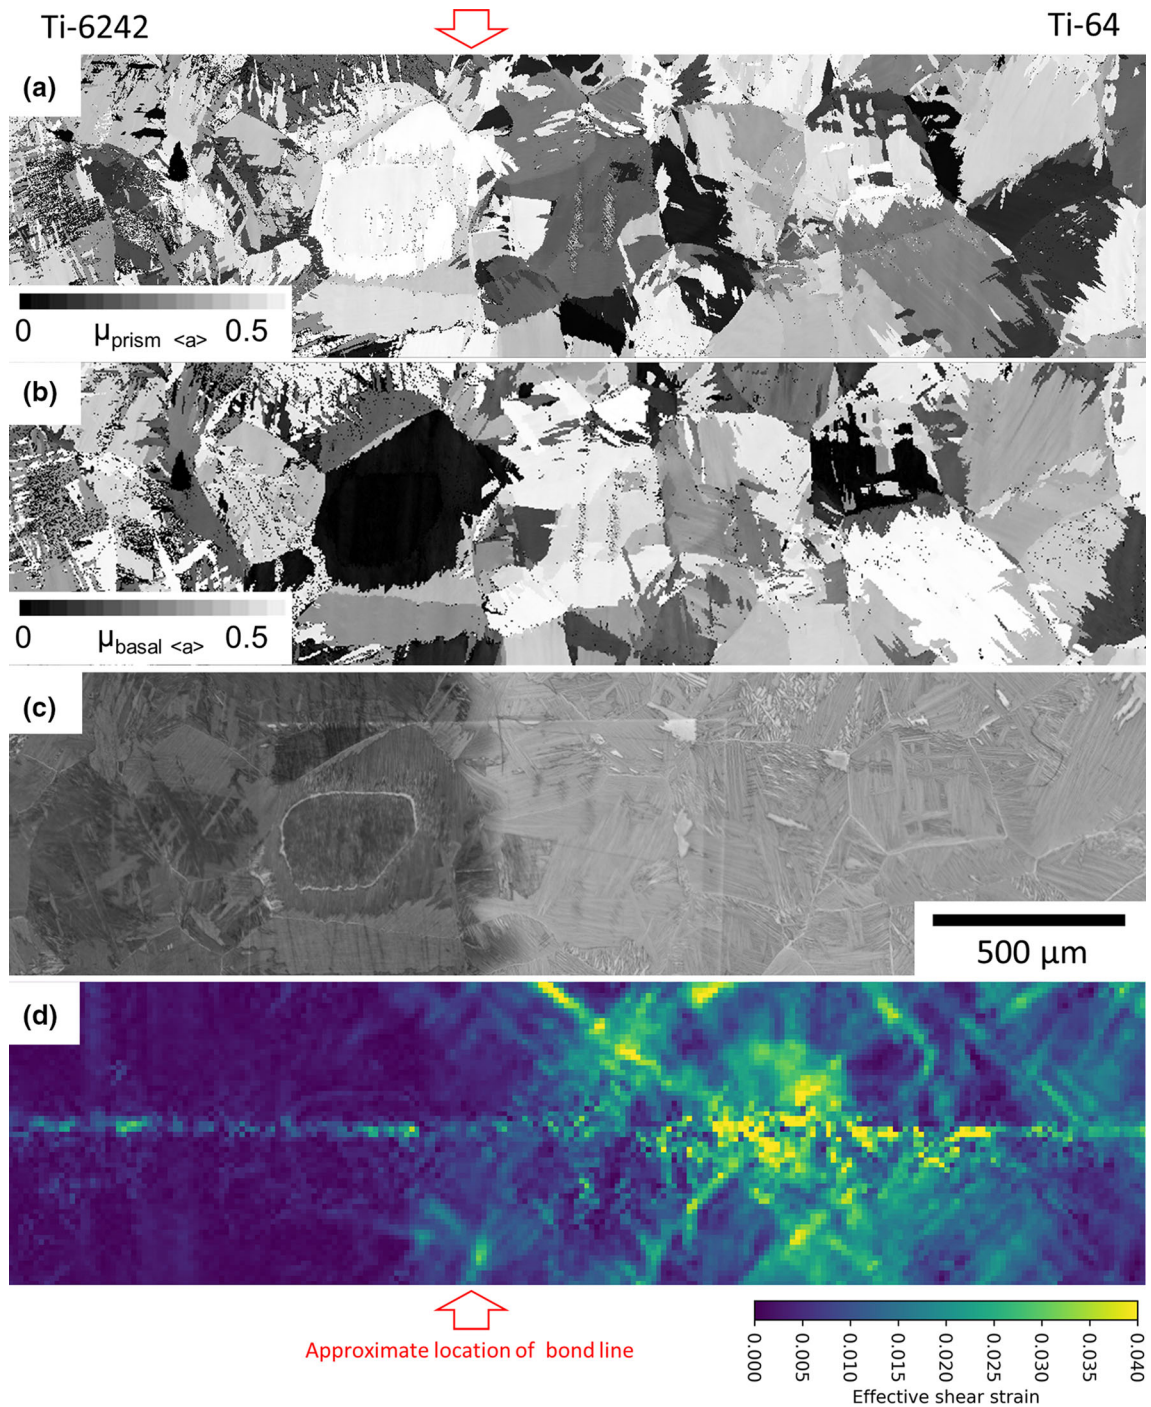 Ti-6242
Ti-64
(a)
0 μprism <a> 0.5
(b)
0 μbasal <a> 0.5
(c)
500 μm
(d)
Approximate location of bond line
0.000 0.005 0.010 0.015 0.020 0.025 0.030 0.035 0.040
Effective shear strain